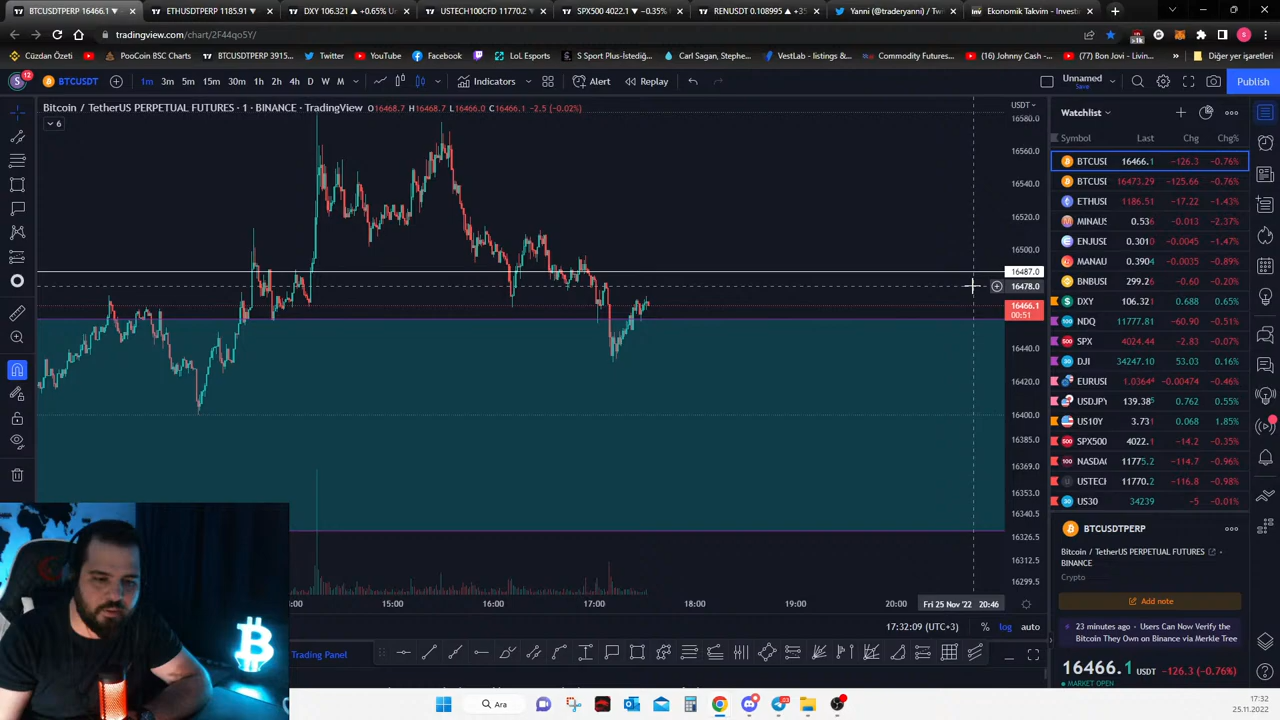 BTCUSDTPERP 16466.1
ETHUSDTPERP 1185.91
DXY 106.321 ▲ +0.65% U
USTECH100CFD 11770.2
SPX500 4022.1 ▼ −0.35%
RENUSDT 0.108995 ▲ +35
Yanni (@traderyanni) / Tw
Ekonomik Takvim - Investi
tradingview.com/chart/2F44qo5Y/
Cüzdan Özeti
PooCoin BSC Charts
BTCUSDTPERP 3915...
Twitter
YouTube
Facebook
LoL Esports
S Sport Plus-İstediğ...
Carl Sagan, Stephe...
VestLab - listings &...
Commodity Futures...
(16) Johnny Cash -...
(77) Bon Jovi - Livin...
Diğer yer işaretleri
12
BTCUSDT
1m 3m 5m 15m 30m 1h 2h 4h D W M
Indicators
Alert
Replay
Unnamed
Save
Publish
Bitcoin / TetherUS PERPETUAL FUTURES · 1 · BINANCE · TradingView O16468.7 H16468.7 L16466.0 C16466.1 −2.5 (−0.02%)
6
USDT
16580.0
16560.0
16540.0
16520.0
16500.0
16487.0
16478.0
16466.1
00:51
16440.0
16420.0
16400.0
16385.0
16369.0
16353.0
16340.5
16326.5
16312.5
16299.5
Watchlist
Symbol Last Chg Chg%
BTCUSI 16466.1 −126.3 −0.76%
BTCUSI 16473.29 −125.66 −0.76%
ETHUSI 1186.51 −17.22 −1.43%
MINAUS 0.536 −0.013 −2.37%
ENJUSI 0.3010 −0.0045 −1.47%
MANAU 0.3904 −0.0035 −0.89%
BNBUSI 299.26 −0.60 −0.20%
DXY 106.321 0.688 0.65%
NDQ 11777.81 −60.90 −0.51%
SPX 4024.44 −2.83 −0.07%
DJI 34247.10 53.03 0.16%
EURUSI 1.03644 −0.00474 −0.46%
USDJPY 139.385 0.762 0.55%
US10Y 3.731 0.068 1.85%
SPX500 4022.1 −14.2 −0.35%
NASDAC 11775.2 −114.7 −0.96%
USTECI 11770.2 −116.8 −0.98%
US30 34239 −5 −0.01%
BTCUSDTPERP
Bitcoin / TetherUS PERPETUAL FUTURES
BINANCE
Crypto
Add note
23 minutes ago · Users Can Now Verify the
Bitcoin They Own on Binance via Merkle Tree
16466.1 USDT −126.3 (−0.76%)
MARKET OPEN
15:00 16:00 17:00 18:00 19:00 20:00 Fri 25 Nov '22 20:46
17:32:09 (UTC+3) % log auto
Trading Panel
Ara
17:32
25.11.2022